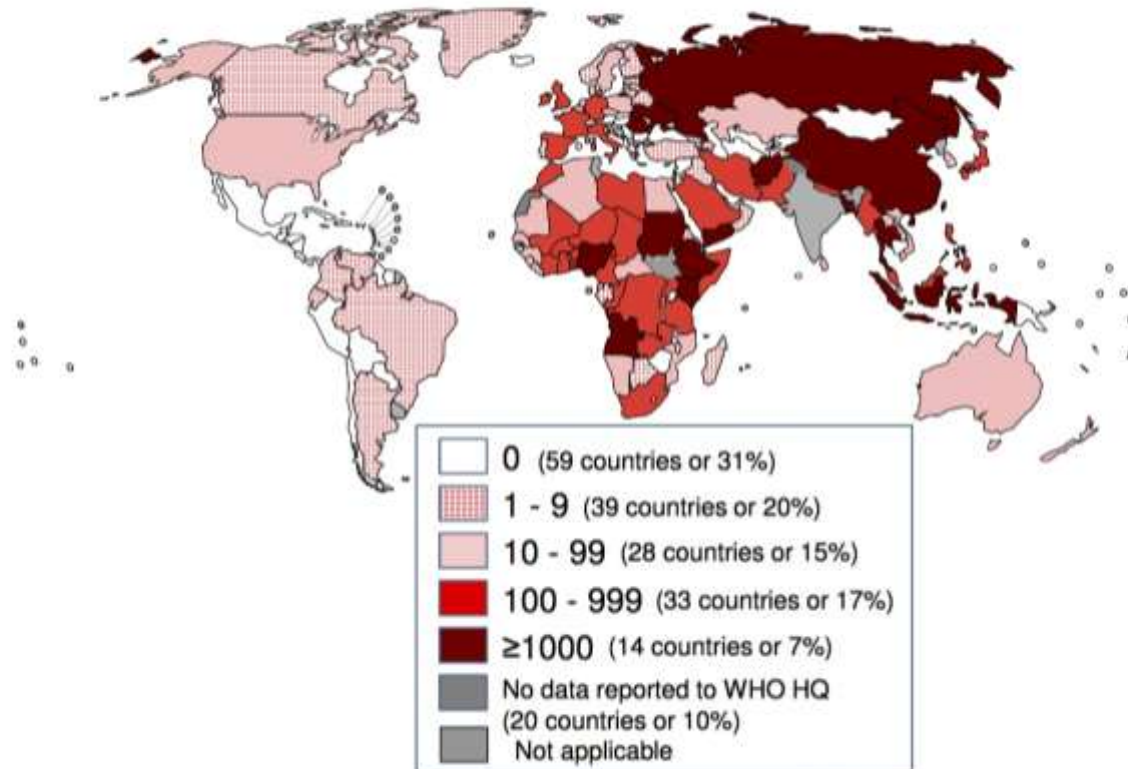 0 (59 countries or 31%)
1 - 9 (39 countries or 20%)
10 - 99 (28 countries or 15%)
100 - 999 (33 countries or 17%)
≥1000 (14 countries or 7%)
No data reported to WHO HQ
(20 countries or 10%)
Not applicable